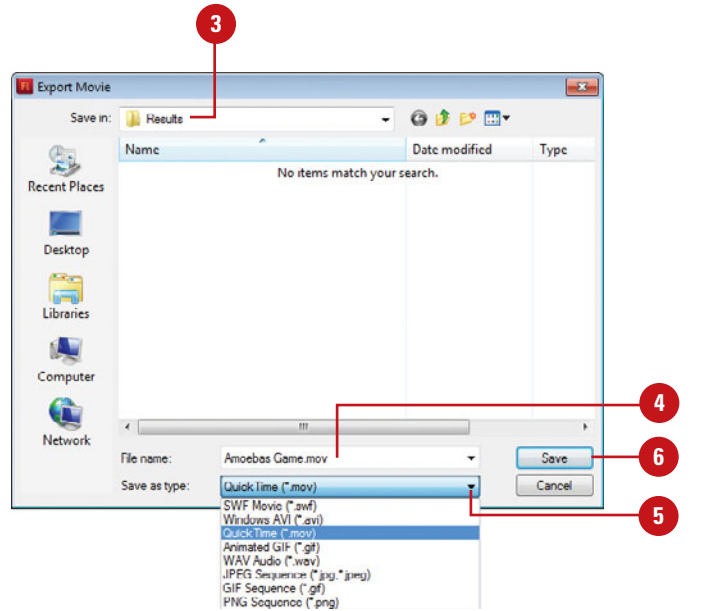 3
FL Export Movie
Save in: Results
Name Date modified Type
No items match your search.
Recent Places
Desktop
Libraries
Computer
Network
4
File name: Amoebas Game.mov Save 6
Save as type: QuickTime (*.mov) Cancel
5
SWF Movie (*.swf)
Windows AVI (*.avi)
QuickTime (*.mov)
Animated GIF (*.gif)
WAV Audio (*.wav)
JPEG Sequence (*.jpg,*.jpeg)
GIF Sequence (*.gif)
PNG Sequence (*.png)